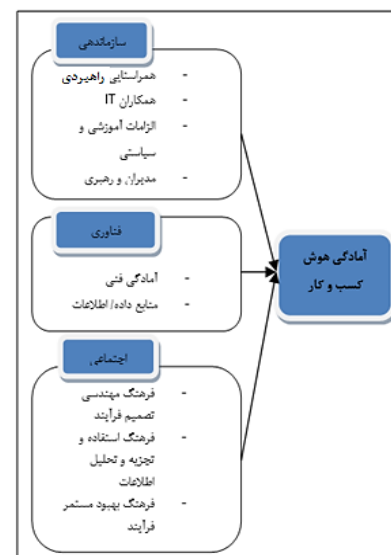 سازماندهی
- همراستایی راهبردی
- همکاران IT
- الزامات آموزشی و
سیاستی
- مدیران و رهبری
فناوری
- آمادگی فنی
- منابع داده/ اطلاعات
اجتماعی
- فرهنگ مهندسی
تصمیم فرآیند
- فرهنگ استفاده و
تجزیه و تحلیل
اطلاعات
- فرهنگ بهبود مستمر
فرآیند
آمادگی هوش
کسب و کار